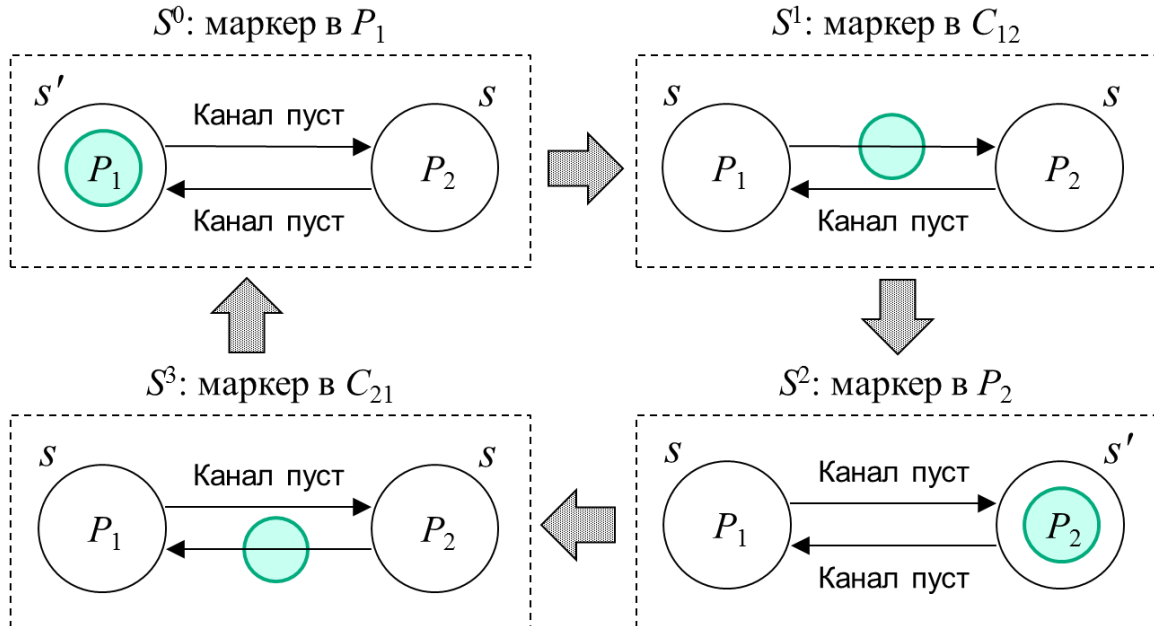 S⁰: маркер в P₁
s′ s
Канал пуст
P₁ P₂
Канал пуст
S¹: маркер в C₁₂
s s
P₁ P₂
Канал пуст
S³: маркер в C₂₁
s s
Канал пуст
P₁ P₂
S²: маркер в P₂
s s′
Канал пуст
P₁ P₂
Канал пуст